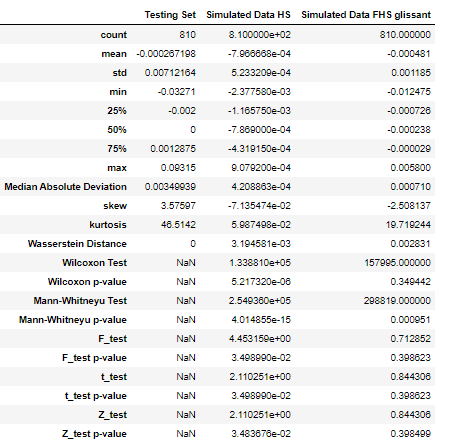 Testing Set Simulated Data HS Simulated Data FHS glissant
count 810 8.100000e+02 810.000000
mean -0.000267198 -7.966668e-04 -0.000481
std 0.00712164 5.233209e-04 0.001185
min -0.03271 -2.377580e-03 -0.012475
25% -0.002 -1.165750e-03 -0.000726
50% 0 -7.869000e-04 -0.000238
75% 0.0012875 -4.319150e-04 -0.000029
max 0.09315 9.079200e-04 0.005800
Median Absolute Deviation 0.00349939 4.208863e-04 0.000710
skew 3.57597 -7.135474e-02 -2.508137
kurtosis 46.5142 5.987498e-02 19.719244
Wasserstein Distance 0 3.194581e-03 0.002831
Wilcoxon Test NaN 1.338810e+05 157995.000000
Wilcoxon p-value NaN 5.217320e-06 0.349442
Mann-Whitneyu Test NaN 2.549360e+05 298819.000000
Mann-Whitneyu p-value NaN 4.014855e-15 0.000951
F_test NaN 4.453159e+00 0.712852
F_test p-value NaN 3.498990e-02 0.398623
t_test NaN 2.110251e+00 0.844306
t_test p-value NaN 3.498990e-02 0.398623
Z_test NaN 2.110251e+00 0.844306
Z_test p-value NaN 3.483676e-02 0.398499